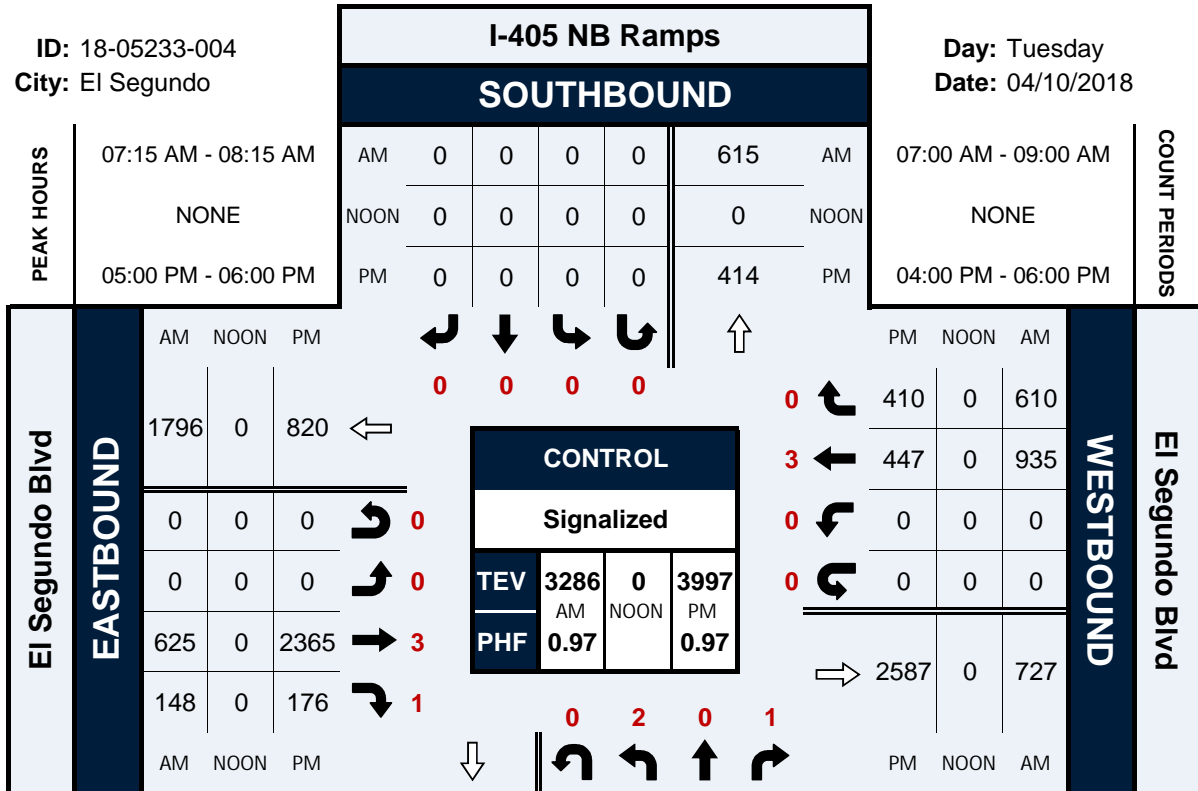 I-405 NB Ramps
ID: 18-05233-004
City: El Segundo
Day: Tuesday
Date: 04/10/2018
SOUTHBOUND
PEAK HOURS
07:15 AM - 08:15 AM
NONE
05:00 PM - 06:00 PM
AM 0 0 0 0 615 AM
NOON 0 0 0 0 0 NOON
PM 0 0 0 0 414 PM
07:00 AM - 09:00 AM
NONE
04:00 PM - 06:00 PM
COUNT PERIODS
El Segundo Blvd
EASTBOUND
AM NOON PM
1796 0 820
0 0 0 0
0 0 0 0
625 0 2365 3
148 0 176 1
AM NOON PM
0 0 0 0
CONTROL
Signalized
TEV 3286 0 3997
AM NOON PM
PHF 0.97 0.97
0 2 0 1
PM NOON AM
0 410 0 610
3 447 0 935
0 0 0 0
0 0 0 0
2587 0 727
PM NOON AM
WESTBOUND
El Segundo Blvd